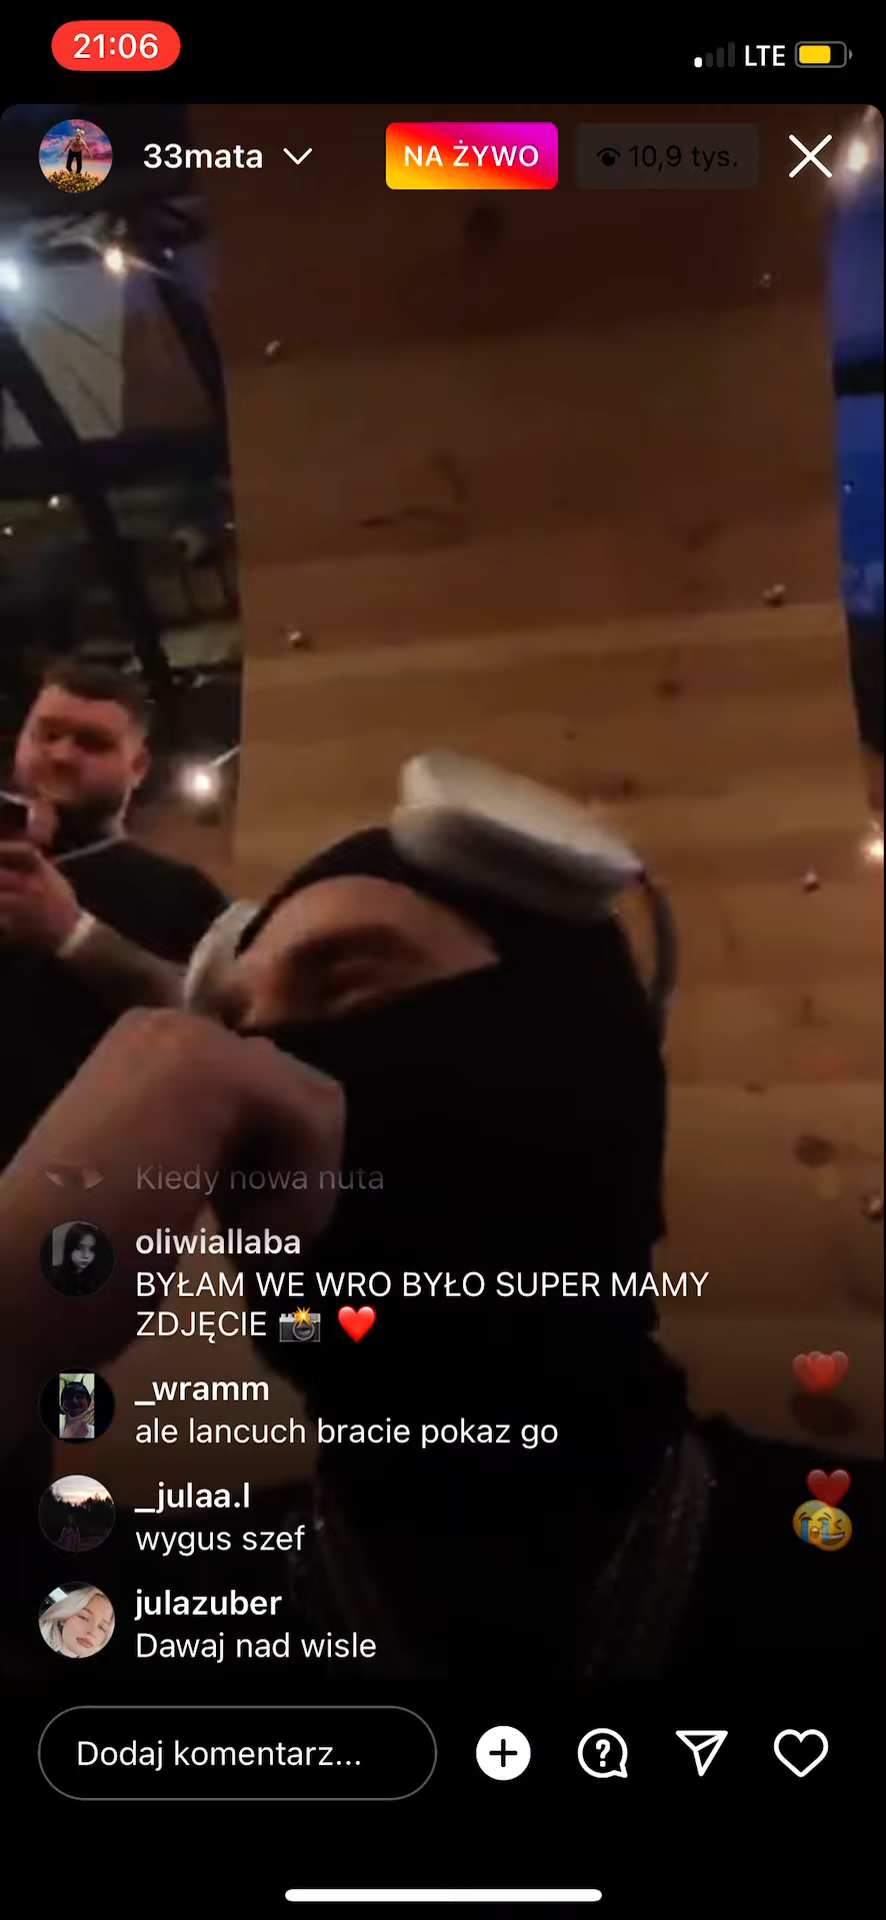 21:06
LTE
33mata
NA ŻYWO
10,9 tys.
Kiedy nowa nuta
oliwiallaba
BYŁAM WE WRO BYŁO SUPER MAMY
ZDJĘCIE 📸 ❤️
_wramm
ale lancuch bracie pokaz go
_julaa.l
wygus szef
julazuber
Dawaj nad wisle
Dodaj komentarz...